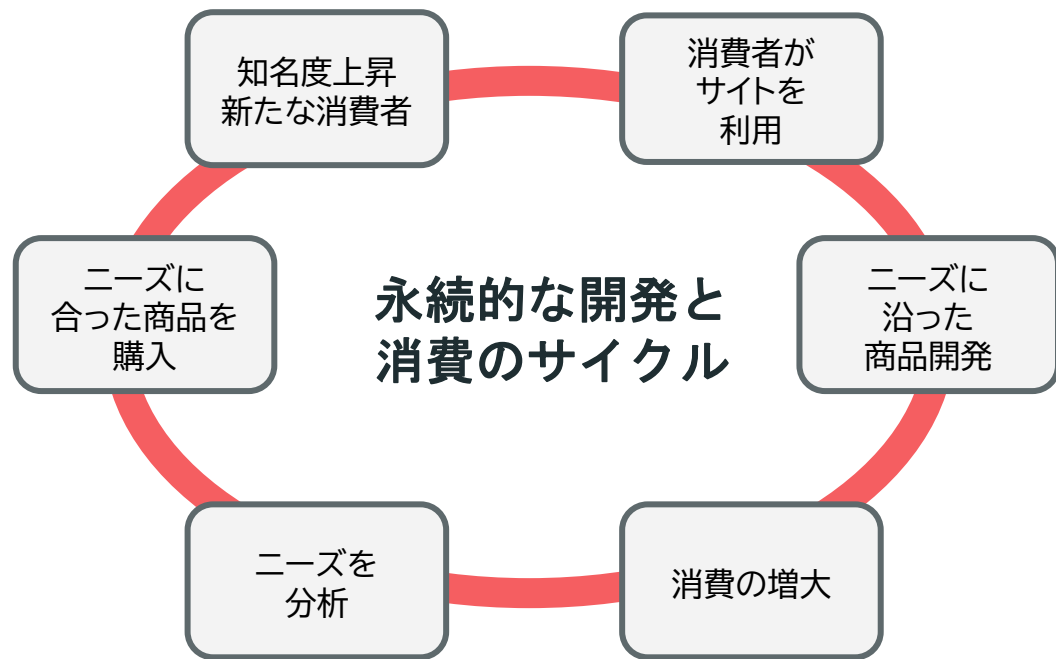 知名度上昇
新たな消費者
消費者が
サイトを
利用
ニーズに
合った商品を
購入
永続的な開発と
消費のサイクル
ニーズに
沿った
商品開発
ニーズを
分析
消費の増大